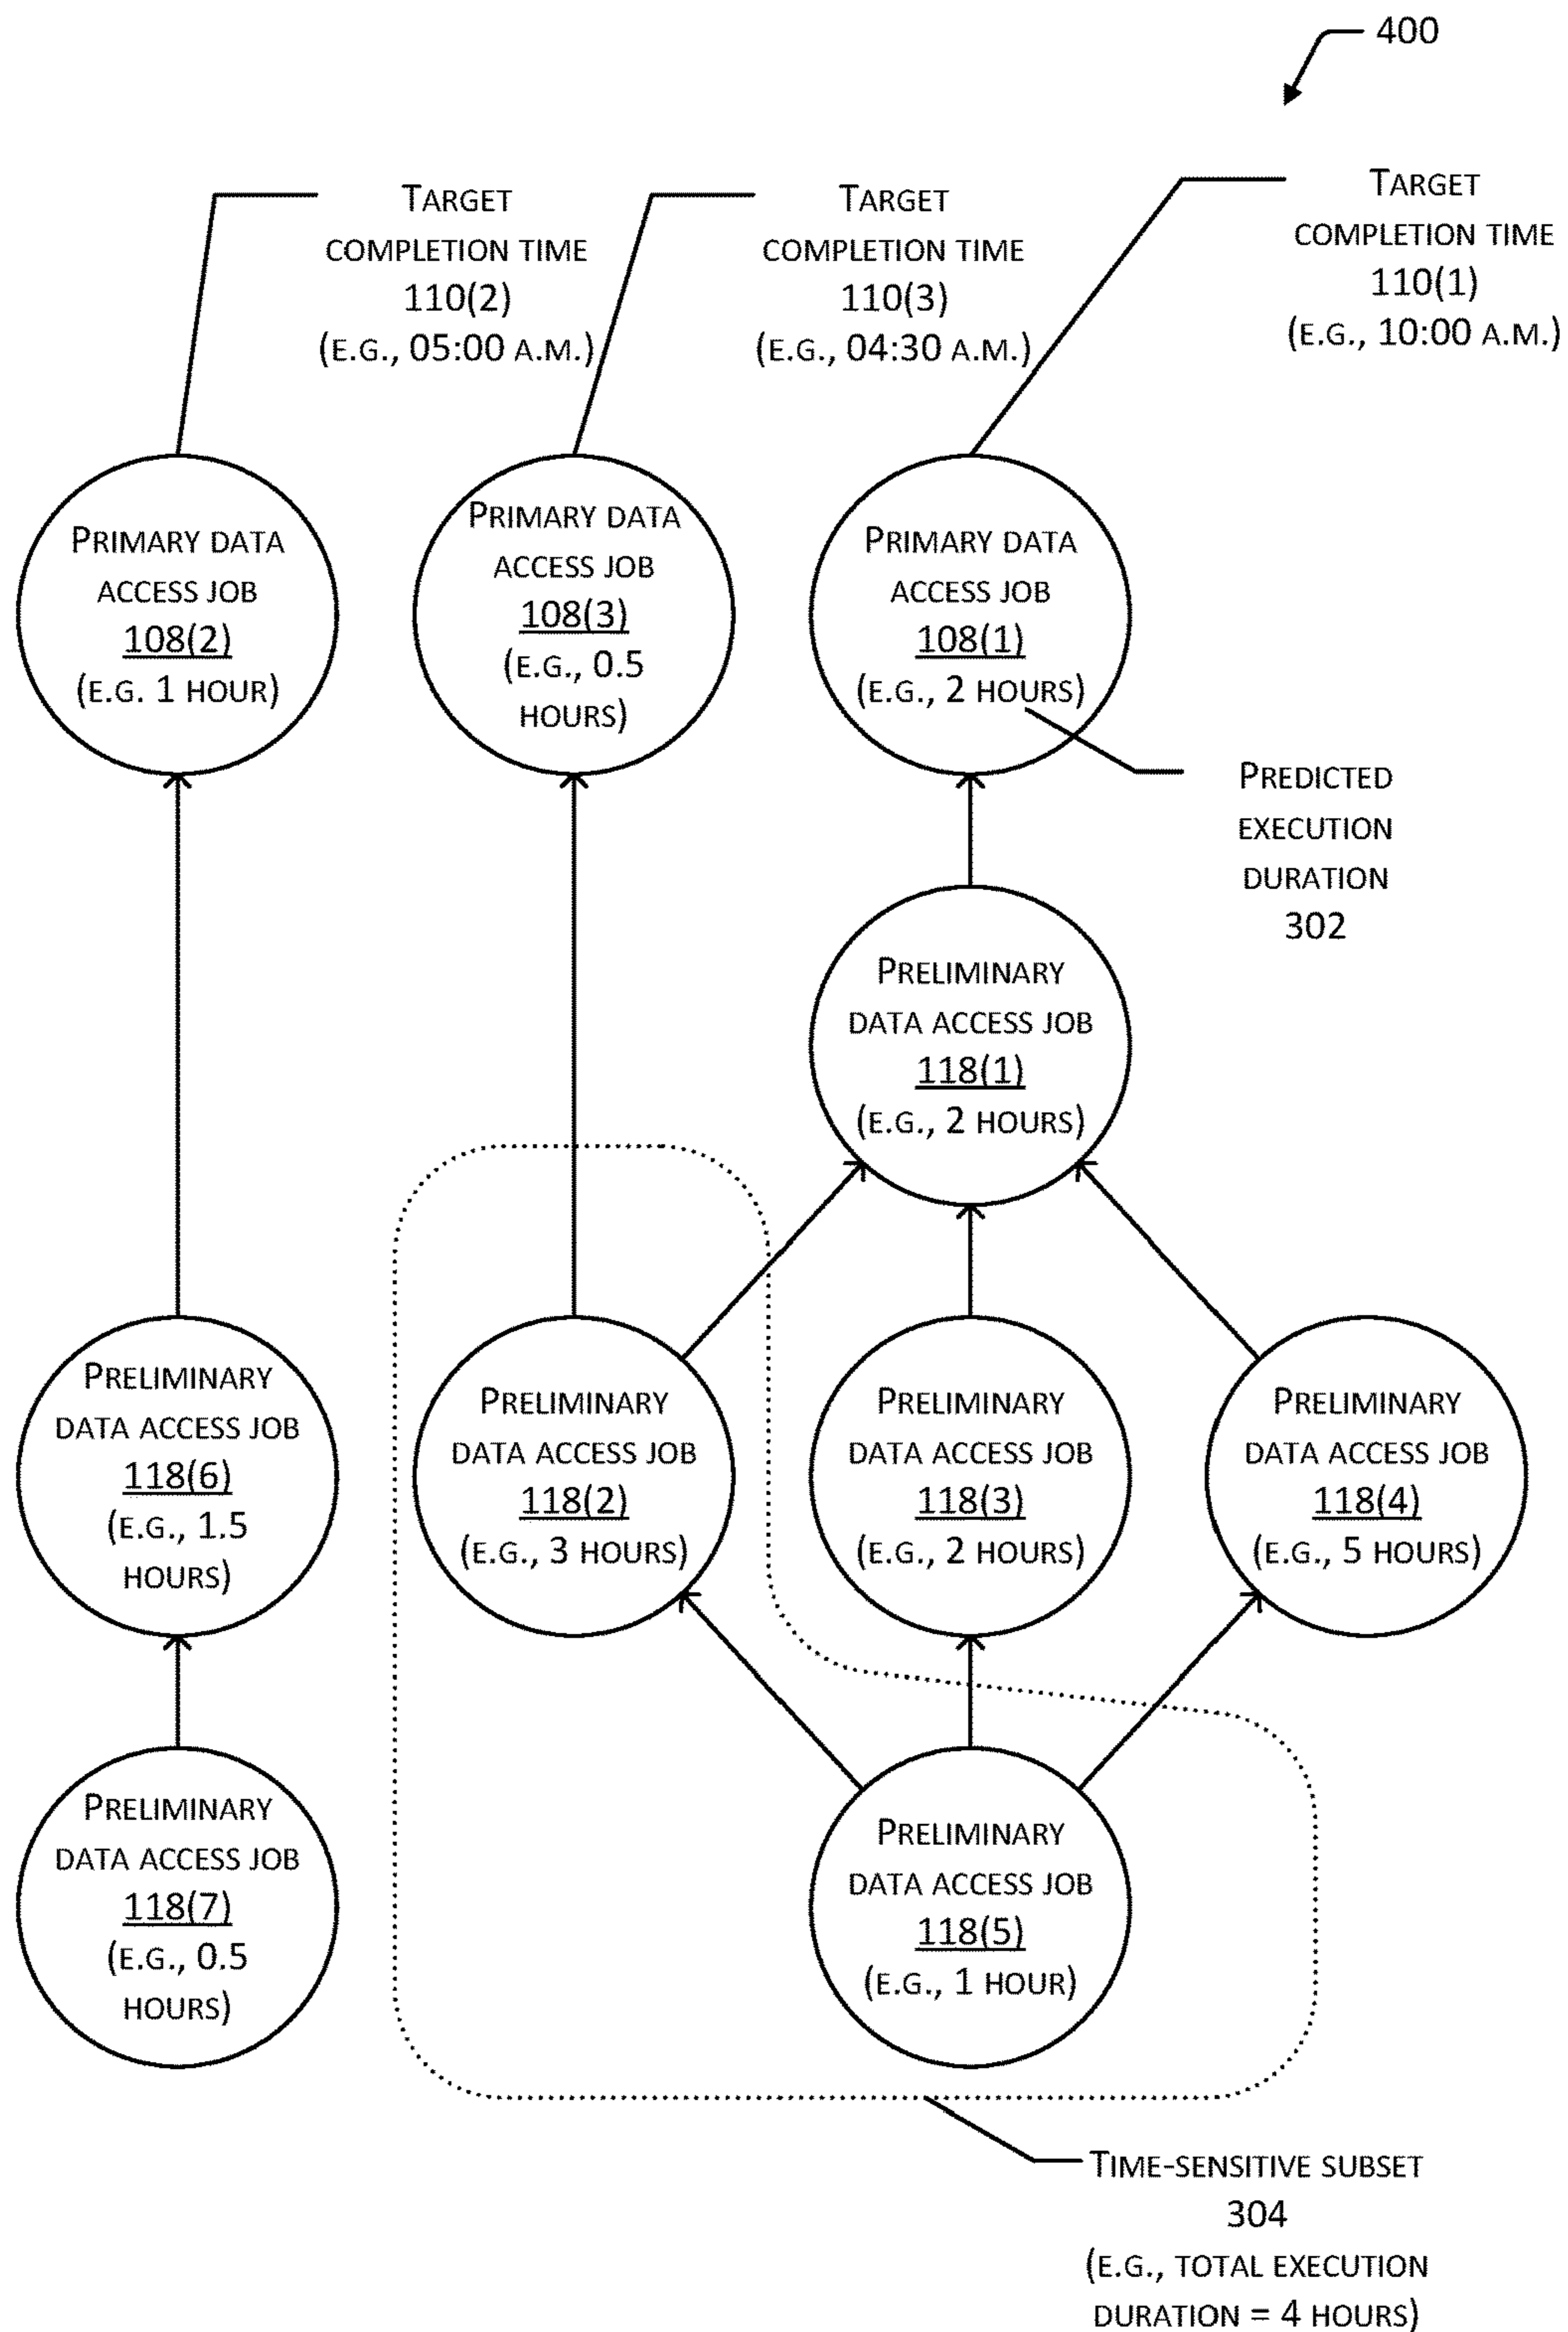 400
TARGET
COMPLETION TIME
110(2)
(E.G., 05:00 A.M.)
TARGET
COMPLETION TIME
110(3)
(E.G., 04:30 A.M.)
TARGET
COMPLETION TIME
110(1)
(E.G., 10:00 A.M.)
PRIMARY DATA
ACCESS JOB
108(2)
(E.G. 1 HOUR)
PRIMARY DATA
ACCESS JOB
108(3)
(E.G., 0.5
HOURS)
PRIMARY DATA
ACCESS JOB
108(1)
(E.G., 2 HOURS)
PREDICTED
EXECUTION
DURATION
302
PRELIMINARY
DATA ACCESS JOB
118(1)
(E.G., 2 HOURS)
PRELIMINARY
DATA ACCESS JOB
118(6)
(E.G., 1.5
HOURS)
PRELIMINARY
DATA ACCESS JOB
118(2)
(E.G., 3 HOURS)
PRELIMINARY
DATA ACCESS JOB
118(3)
(E.G., 2 HOURS)
PRELIMINARY
DATA ACCESS JOB
118(4)
(E.G., 5 HOURS)
PRELIMINARY
DATA ACCESS JOB
118(7)
(E.G., 0.5
HOURS)
PRELIMINARY
DATA ACCESS JOB
118(5)
(E.G., 1 HOUR)
TIME-SENSITIVE SUBSET
304
(E.G., TOTAL EXECUTION
DURATION = 4 HOURS)